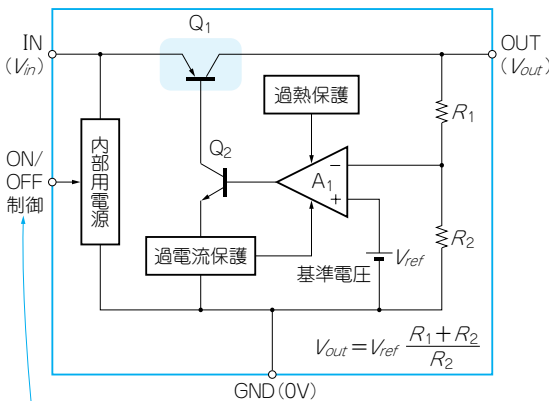 Q1
IN
(Vin)
OUT
(Vout)
過熱保護
R1
Q2
ON/
OFF
制御
内部用電源
A1
−
+
R2
過電流保護
基準電圧
Vref
Vout=Vref (R1+R2)/R2
GND(0V)